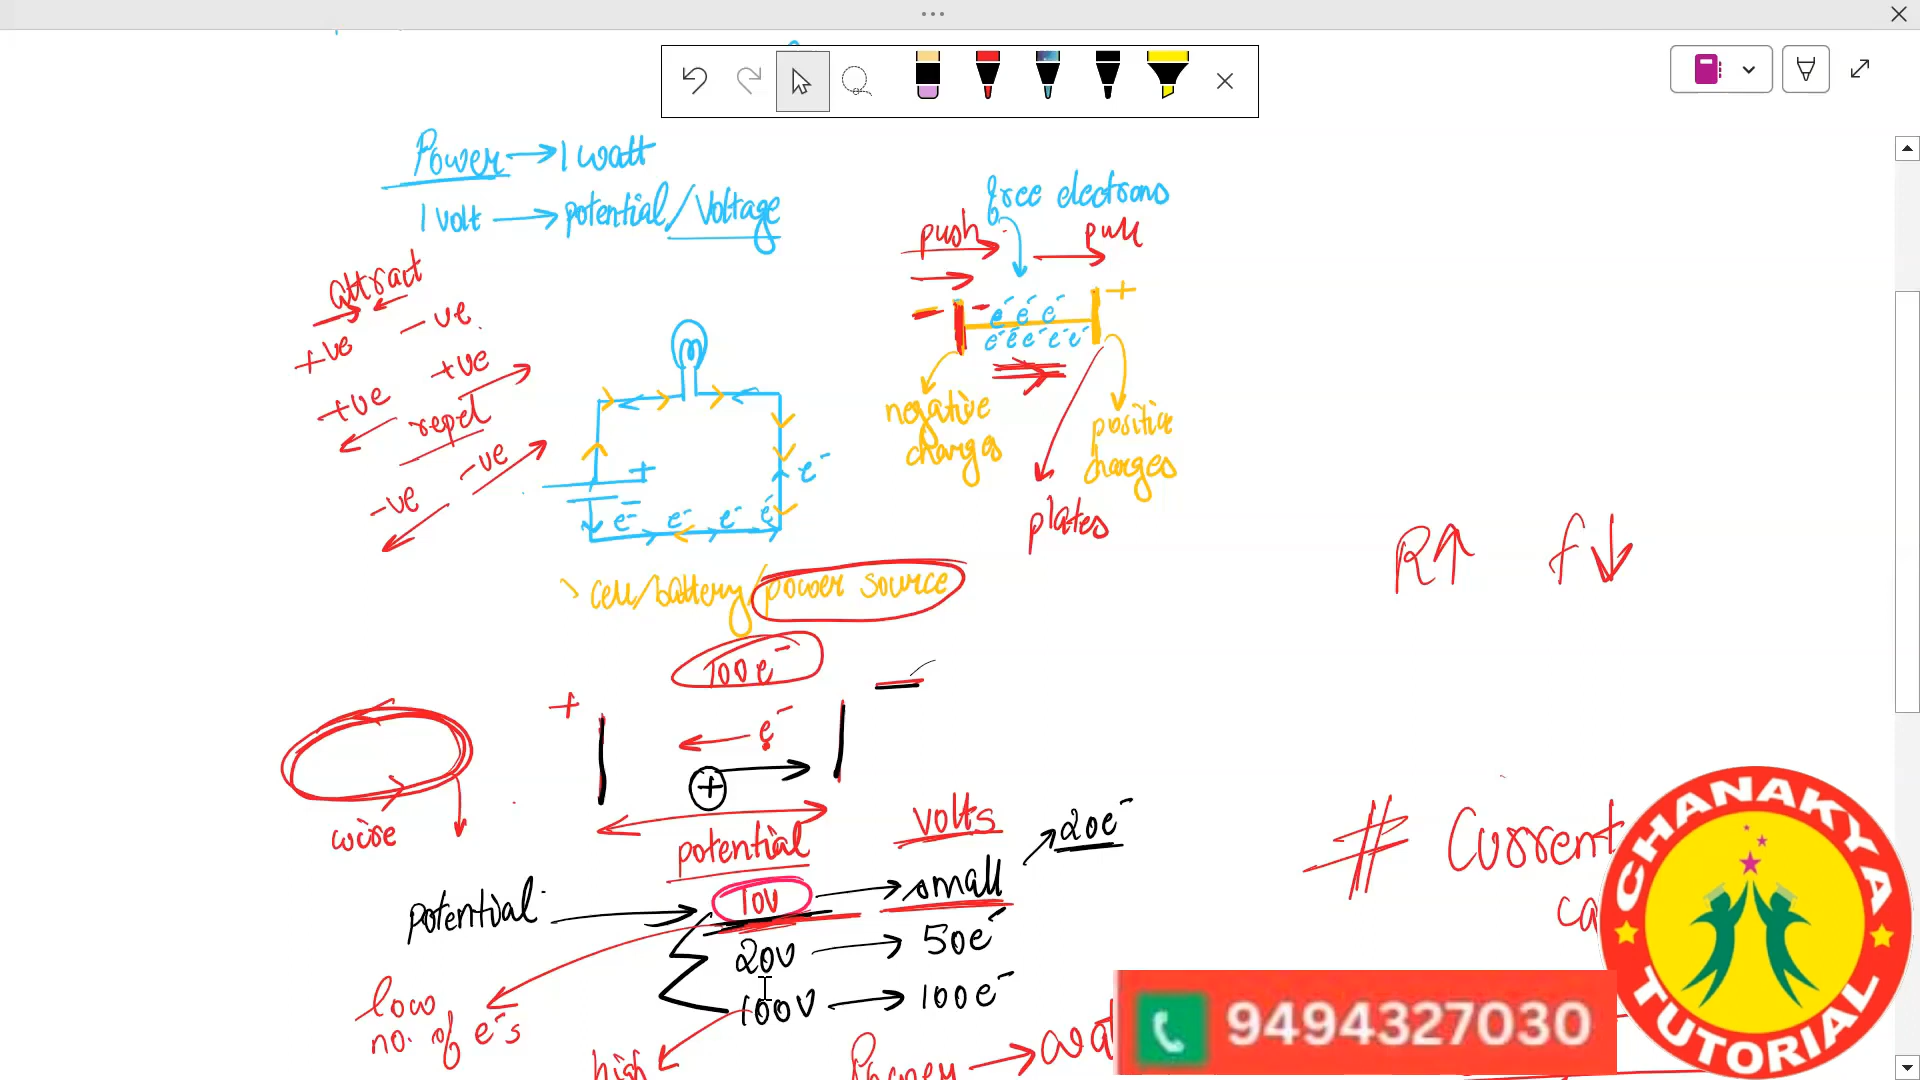 Power → 1 watt
1 volt → potential/Voltage
free electrons
push
pull
attract
+ve -ve
+ve +ve
repel
-ve -ve
- - +
e⁻ e⁻ e⁻
e⁻ e⁻ e⁻ e⁻ e⁻
negative charges
positive charges
plates
+
-
e⁻ e⁻ e⁻ e⁻
e⁻
cell/battery/power source
R↑ f↓
100e⁻
+ -
e⁻
+
wire
potential
volts
20e⁻
potential → 10V → small
20V → 50e⁻
100V → 100e⁻
low
no. of e⁻s
high
# Current
CHANAKYA
TUTORIAL
9494327030